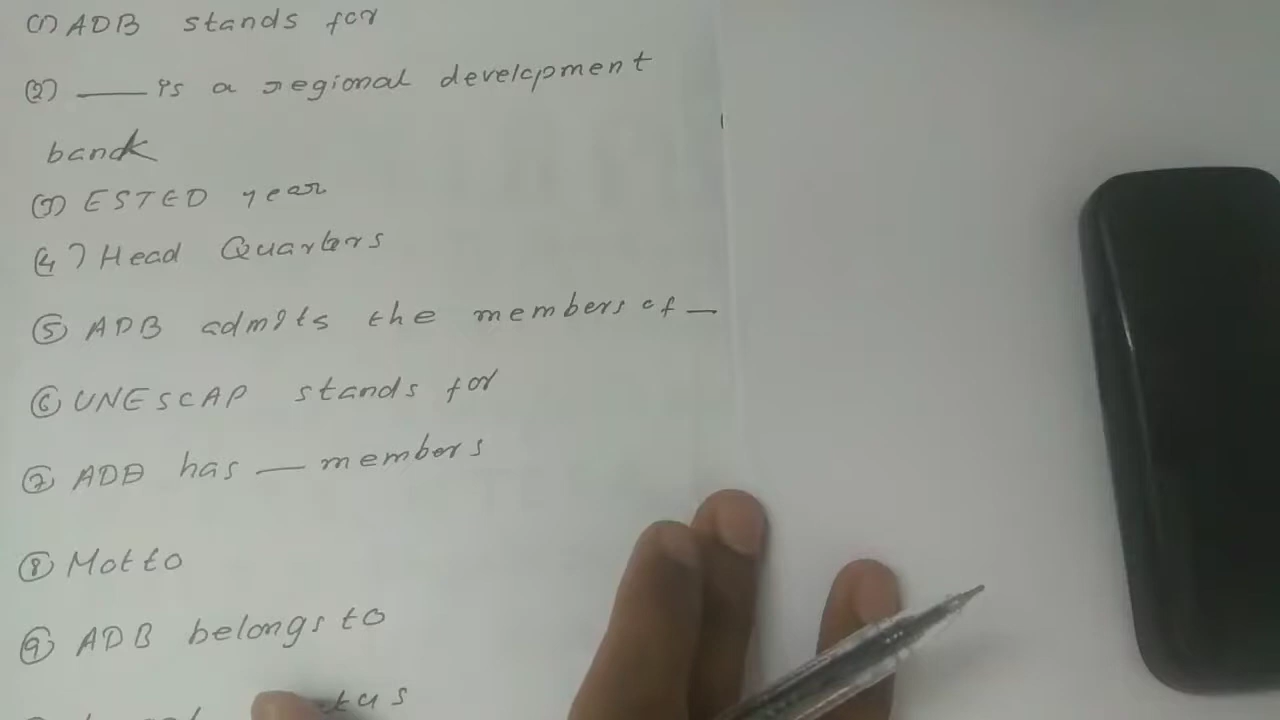 (1) ADB stands for
(2) ___ is a regional development
bank
(3) ESTED year
(4) Head Quarters
(5) ADB admits the members of __
(6) UNESCAP stands for
(7) ADB has ___ members
(8) Motto
(9) ADB belongs to